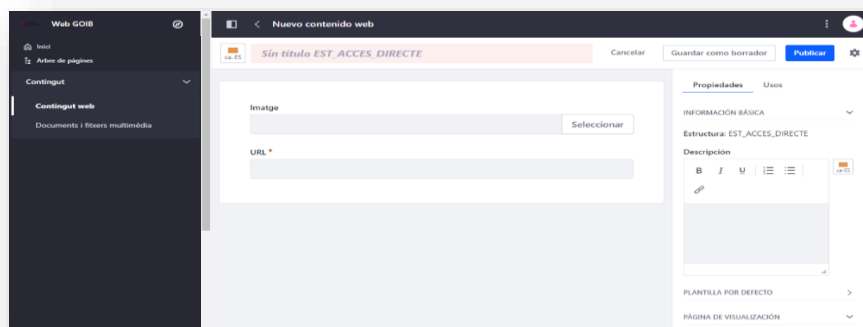 Web GOIB
Nuevo contenido web
Inici
Arbre de pàgines
Contingut
Contingut web
Documents i fitxers multimèdia
ca-ES
Sin título EST_ACCES_DIRECTE
Cancelar
Guardar como borrador
Publicar
Imatge
Seleccionar
URL *
Propiedades
Usos
INFORMACIÓN BÁSICA
Estructura: EST_ACCES_DIRECTE
Descripción
B I U
ca-ES
PLANTILLA POR DEFECTO
PÁGINA DE VISUALIZACIÓN